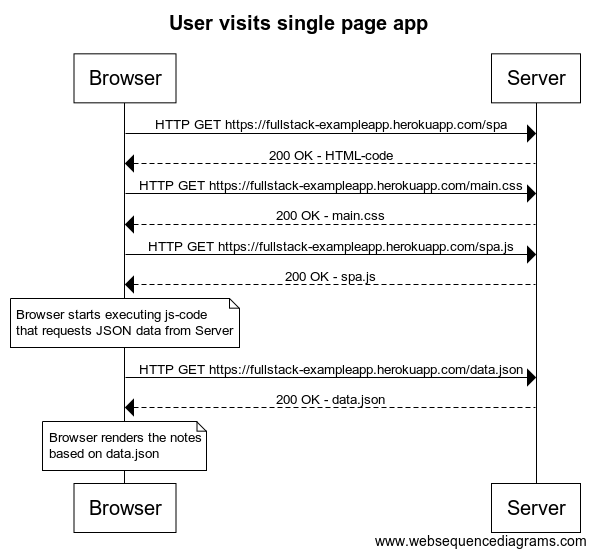 User visits single page app
Browser
Server
HTTP GET https://fullstack-exampleapp.herokuapp.com/spa
200 OK - HTML-code
HTTP GET https://fullstack-exampleapp.herokuapp.com/main.css
200 OK - main.css
HTTP GET https://fullstack-exampleapp.herokuapp.com/spa.js
200 OK - spa.js
Browser starts executing js-code
that requests JSON data from Server
HTTP GET https://fullstack-exampleapp.herokuapp.com/data.json
200 OK - data.json
Browser renders the notes
based on data.json
Browser
Server
www.websequencediagrams.com